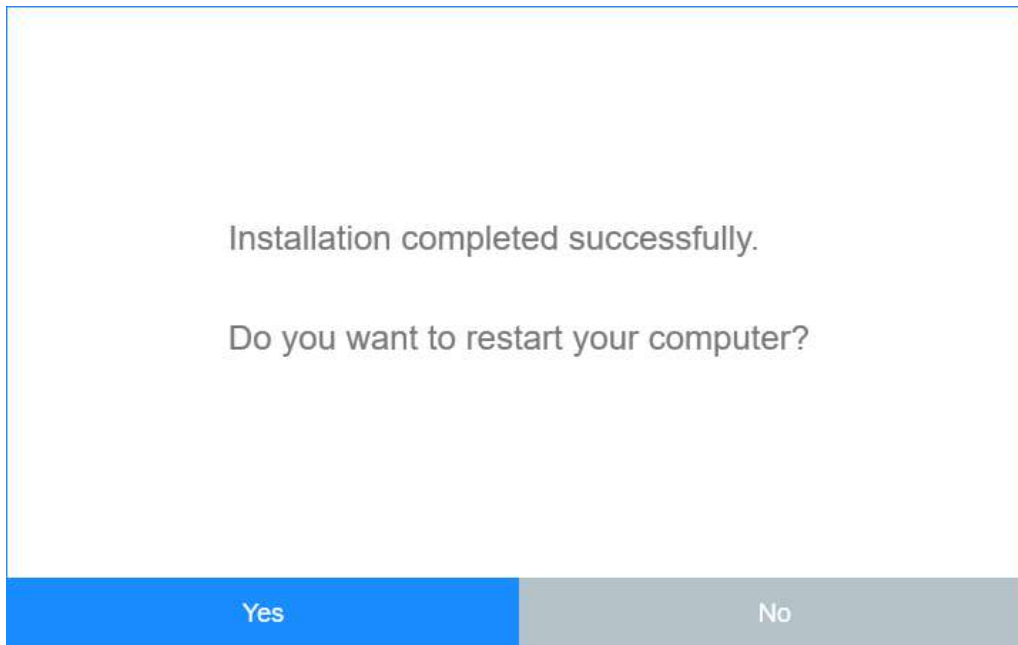 Installation completed successfully.
Do you want to restart your computer?
Yes
No